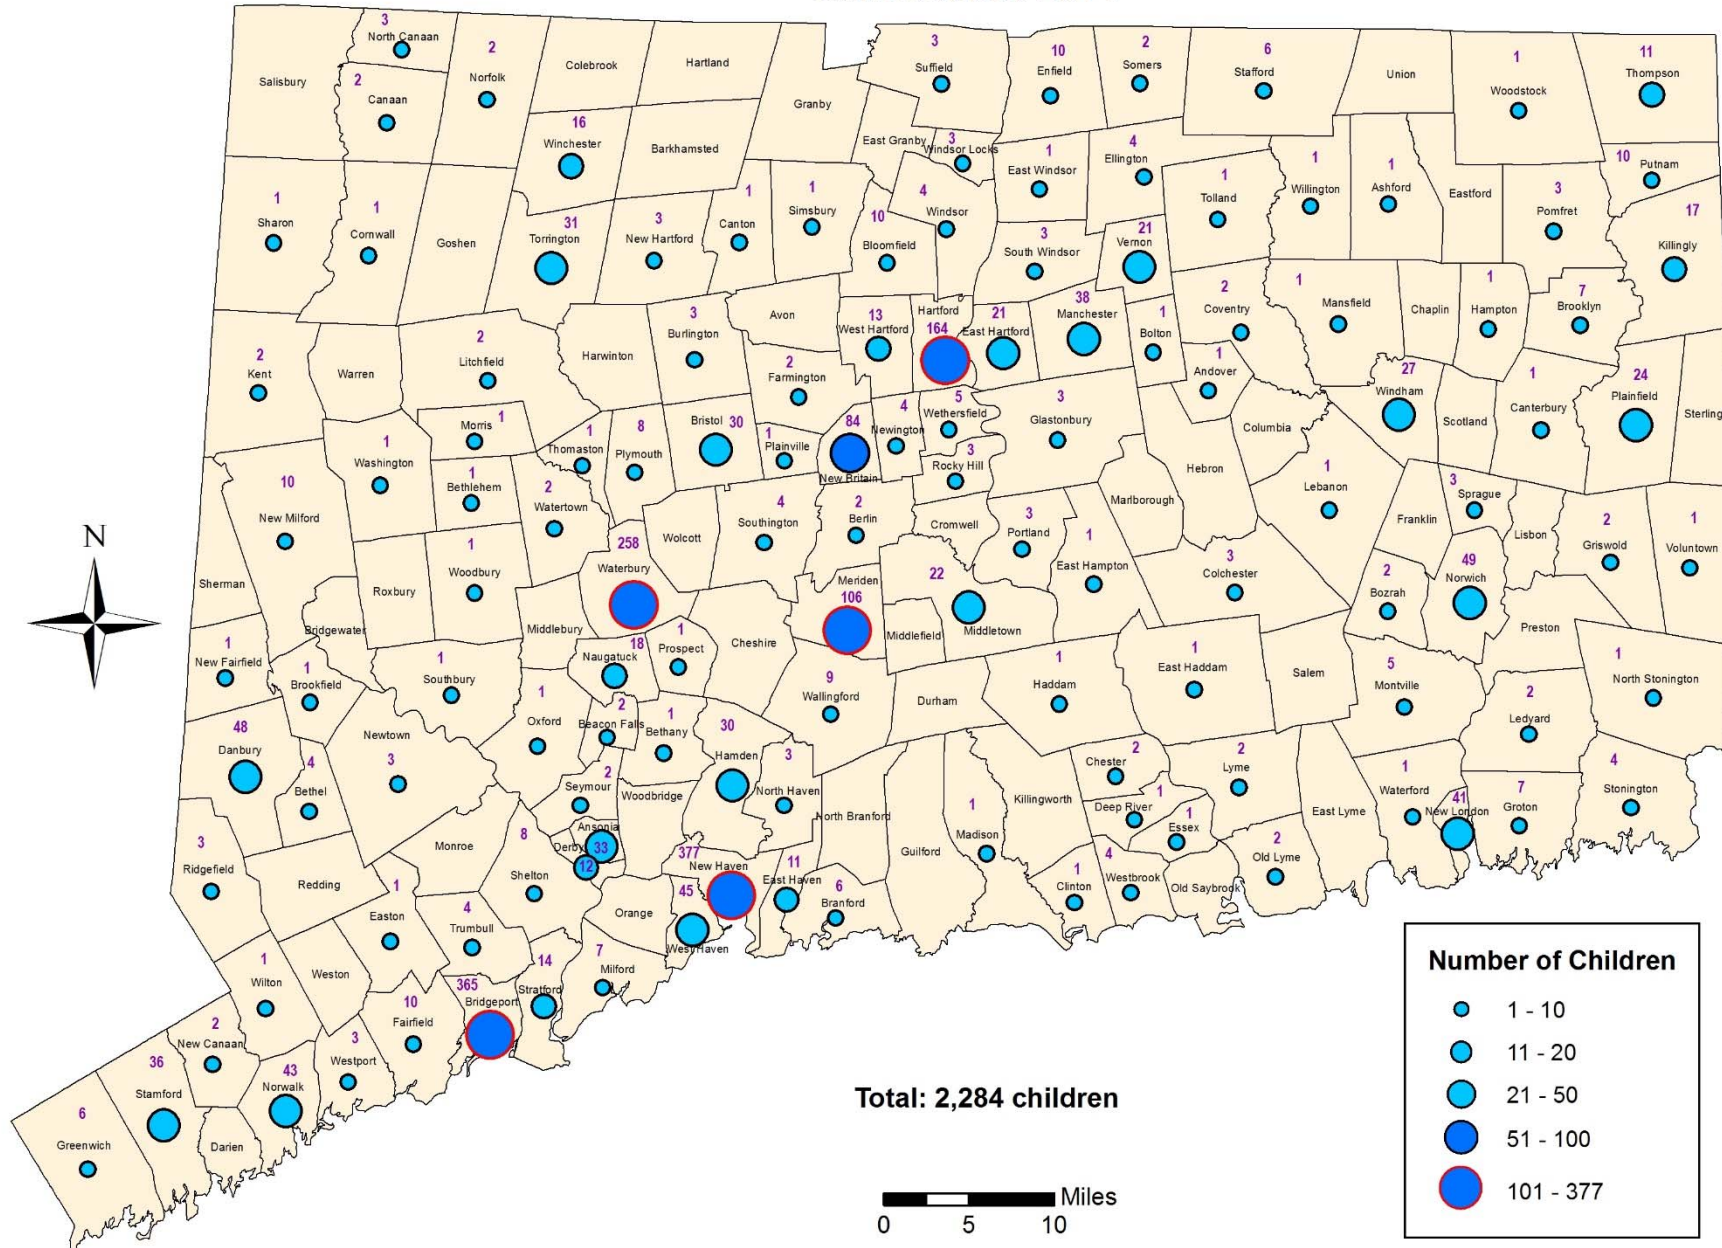 3
North Canaan
2
Norfolk
Colebrook
Hartland
3
Suffield
10
Enfield
2
Somers
6
Stafford
Union
1
Woodstock
11
Thompson
Salisbury
2
Canaan
Granby
16
Winchester
Barkhamsted
East Granby
3
Windsor Locks
1
East Windsor
4
Ellington
1
Willington
1
Ashford
Eastford
10
Putnam
1
Sharon
1
Cornwall
Goshen
31
Torrington
3
New Hartford
1
Canton
1
Simsbury
10
Bloomfield
4
Windsor
3
South Windsor
21
Vernon
1
Tolland
3
Pomfret
17
Killingly
2
Kent
Warren
2
Litchfield
Harwinton
3
Burlington
Avon
2
Farmington
13
West Hartford
Hartford
164
21
East Hartford
38
Manchester
1
Bolton
2
Coventry
1
Andover
1
Mansfield
Chaplin
1
Hampton
7
Brooklyn
1
Washington
Morris
1
1
Bethlehem
1
Thomaston
8
Plymouth
Bristol
30
1
Plainville
84
New Britain
4
Newington
5
Wethersfield
3
Rocky Hill
3
Glastonbury
Hebron
Columbia
27
Windham
Scotland
1
Canterbury
24
Plainfield
Sterling
10
New Milford
2
Watertown
Wolcott
4
Southington
2
Berlin
Cromwell
3
Portland
Marlborough
1
Lebanon
Franklin
3
Sprague
Lisbon
2
Griswold
1
Voluntown
N
Sherman
Roxbury
1
Woodbury
258
Waterbury
Meriden
106
22
Middletown
1
East Hampton
3
Colchester
2
Bozrah
49
Norwich
Preston
Bridgewater
Middlebury
Cheshire
Middlefield
1
New Fairfield
1
Brookfield
1
Southbury
18
Naugatuck
1
Prospect
9
Wallingford
Durham
1
Haddam
1
East Haddam
Salem
5
Montville
1
North Stonington
48
Danbury
Newtown
3
1
Oxford
2
Beacon Falls
1
Bethany
30
Hamden
2
Ledyard
4
Bethel
2
Seymour
Woodbridge
3
North Haven
North Branford
Guilford
Killingworth
1
Madison
2
Chester
1
Deep River
1
Essex
2
Lyme
East Lyme
1
Waterford
41
New London
7
Groton
4
Stonington
3
Ridgefield
Redding
Monroe
8
Shelton
Ansonia
33
Derby
12
377
New Haven
11
East Haven
6
Branford
1
Clinton
4
Westbrook
Old Saybrook
2
Old Lyme
1
Easton
4
Trumbull
Orange
45
West Haven
1
Wilton
Weston
365
Bridgeport
14
Stratford
7
Milford
10
Fairfield
2
New Canaan
3
Westport
36
Stamford
43
Norwalk
6
Greenwich
Darien
Total: 2,284 children
Miles
0 5 10
Number of Children
1 - 10
11 - 20
21 - 50
51 - 100
101 - 377